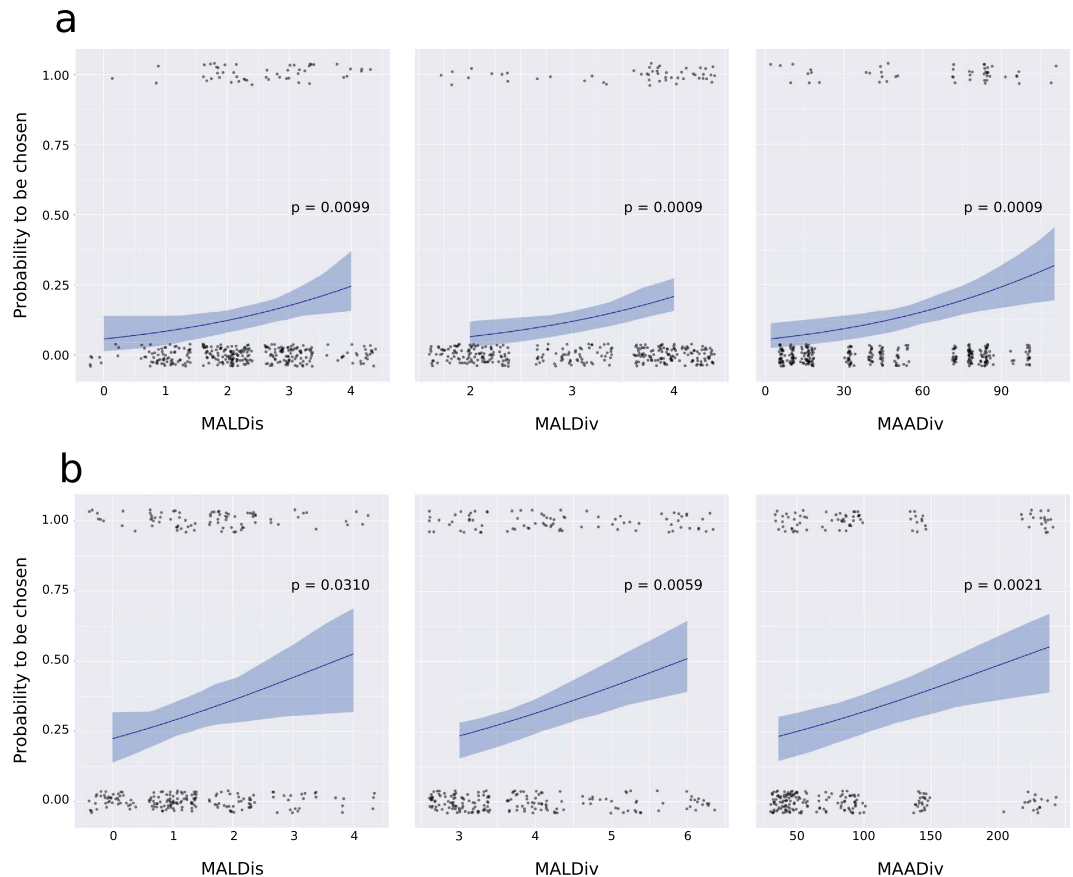 a
Probability to be chosen
1.00
0.75
0.50
0.25
0.00
p = 0.0099
p = 0.0009
p = 0.0009
0 1 2 3 4
2 3 4
0 30 60 90
MALDis
MALDiv
MAADiv
b
Probability to be chosen
1.00
0.75
0.50
0.25
0.00
p = 0.0310
p = 0.0059
p = 0.0021
0 1 2 3 4
3 4 5 6
50 100 150 200
MALDis
MALDiv
MAADiv